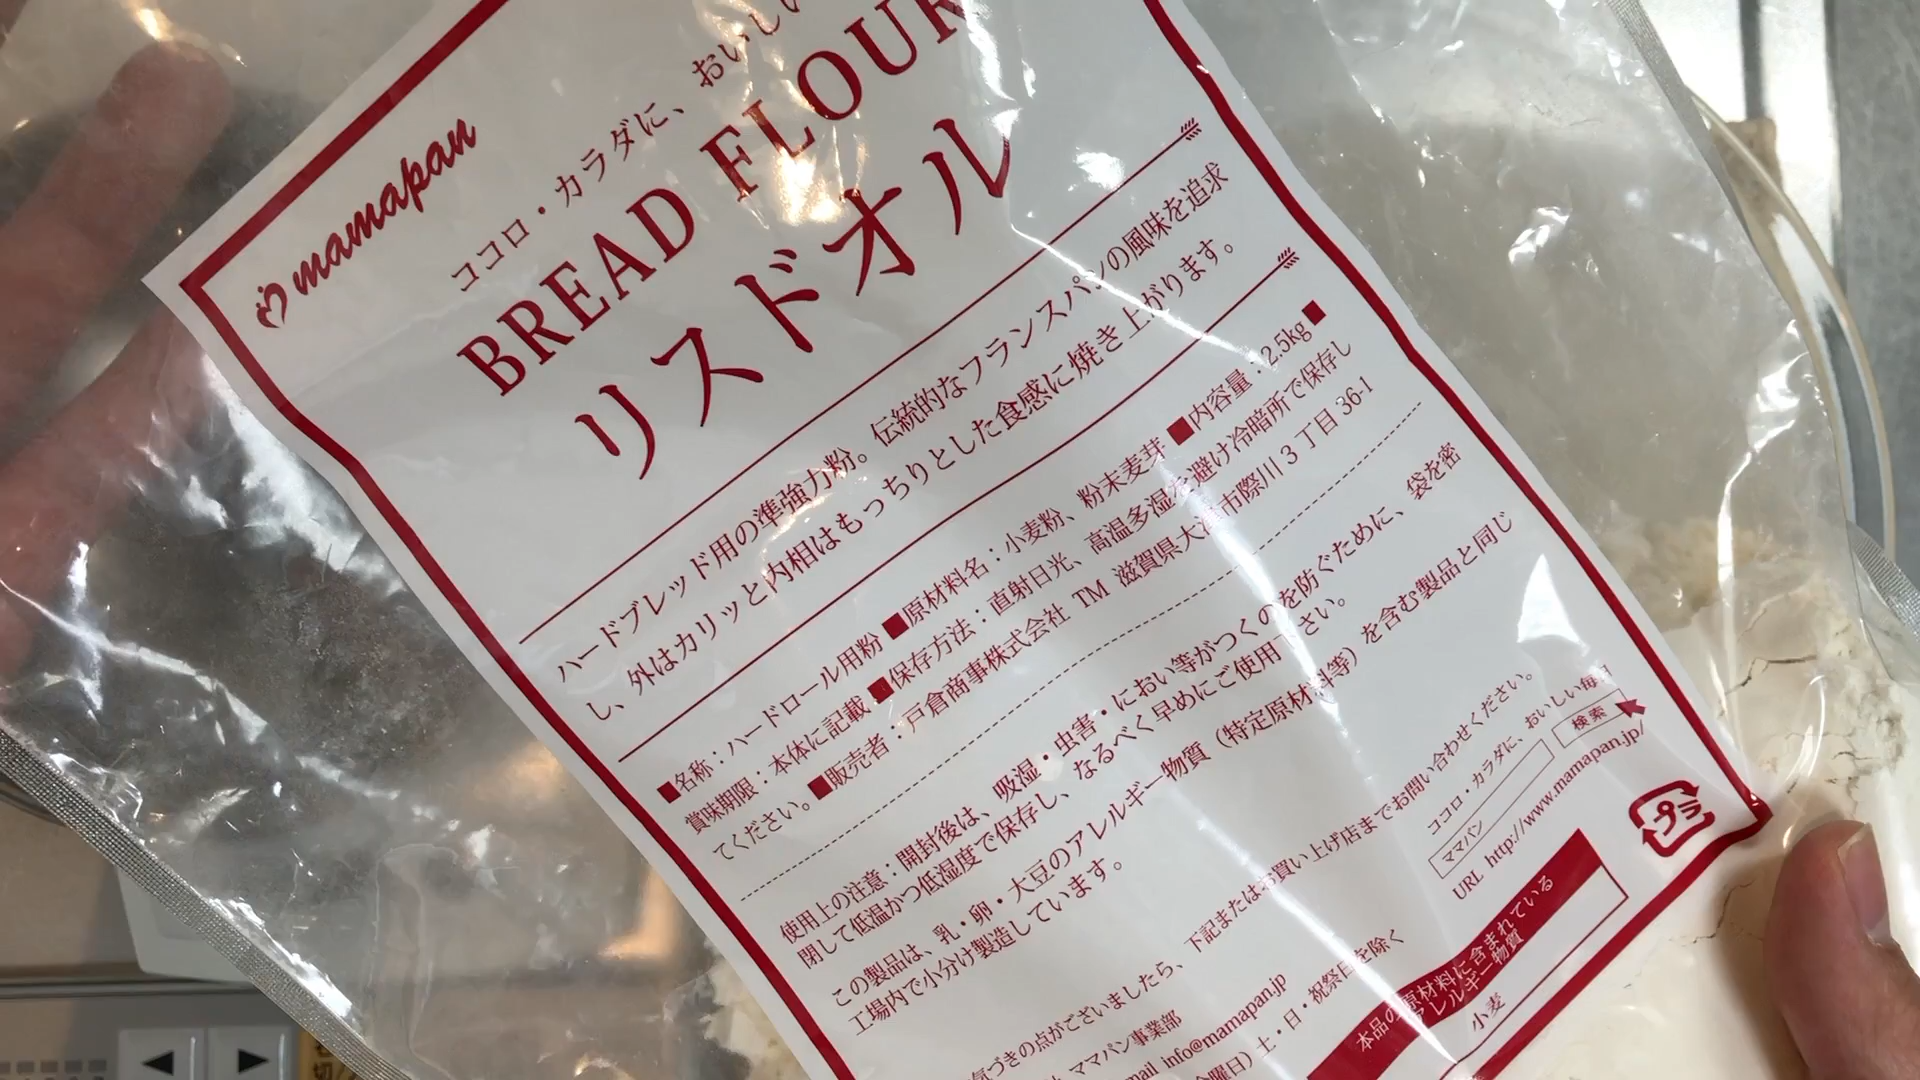 mamapan
ココロ・カラダに、おいしい
BREAD FLOUR
リスドオル
ハードブレッド用の準強力粉。伝統的なフランスパンの風味を追求
し、外はカリッと内相はもっちりとした食感に焼き上がります。
■名称：ハードロール用粉 ■原材料名：小麦粉、粉末麦芽 ■内容量：2.5kg ■
賞味期限：本体に記載 ■保存方法：直射日光、高温多湿を避け冷暗所で保存し
てください。■販売者：戸倉商事株式会社 TM 滋賀県大津市際川3丁目36-1
使用上の注意：開封後は、吸湿・虫害・におい等がつくのを防ぐために、袋を密
閉して低温かつ低湿度で保存し、なるべく早めにご使用下さい。
この製品は、乳・卵・大豆のアレルギー物質（特定原材料等）を含む製品と同じ
工場内で小分け製造しています。
気づきの点がございましたら、下記またはお買い上げ店までお問い合わせください。
ママパン事業部
mail info@mamapan.jp
金曜日）土・日・祝祭日を除く
ココロ・カラダに、おいしい毎日
ママパン
検索
URL http://www.mamapan.jp/
プラ
本品の原材料に含まれている
アレルギー物質
小麦